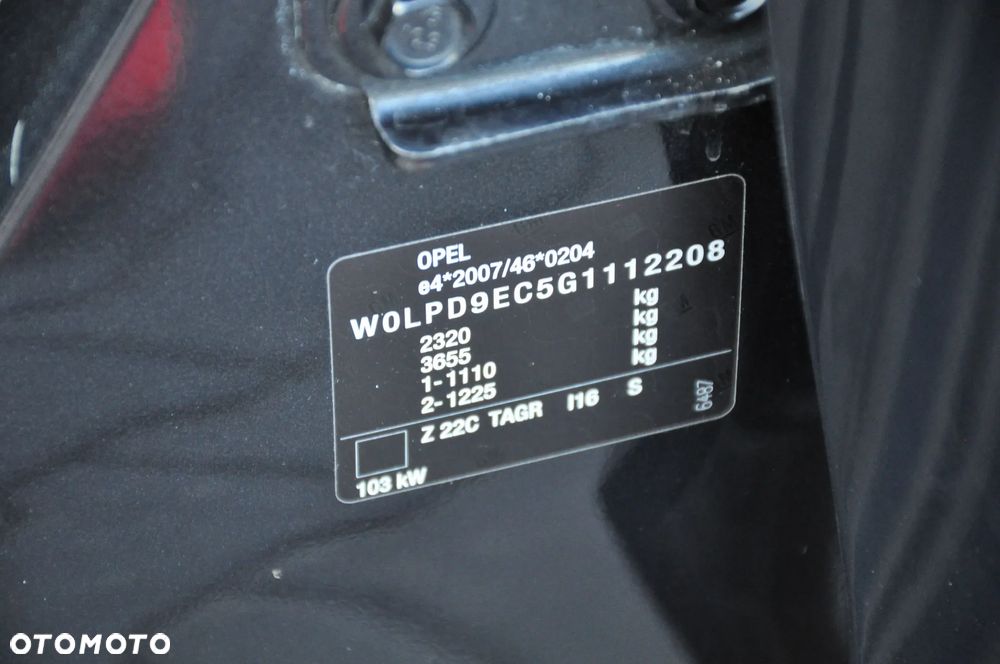 OPEL
e4*2007/46*0204
W0LPD9EC5G1112208
2320 kg
3655 kg
1-1110 kg
2-1225 kg
Z 22C TAGR I16 S
6487
103 kW
OTOMOTO